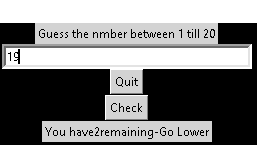 Guess the nmber between 1 till 20
19
Quit
Check
You have2remaining-Go Lower